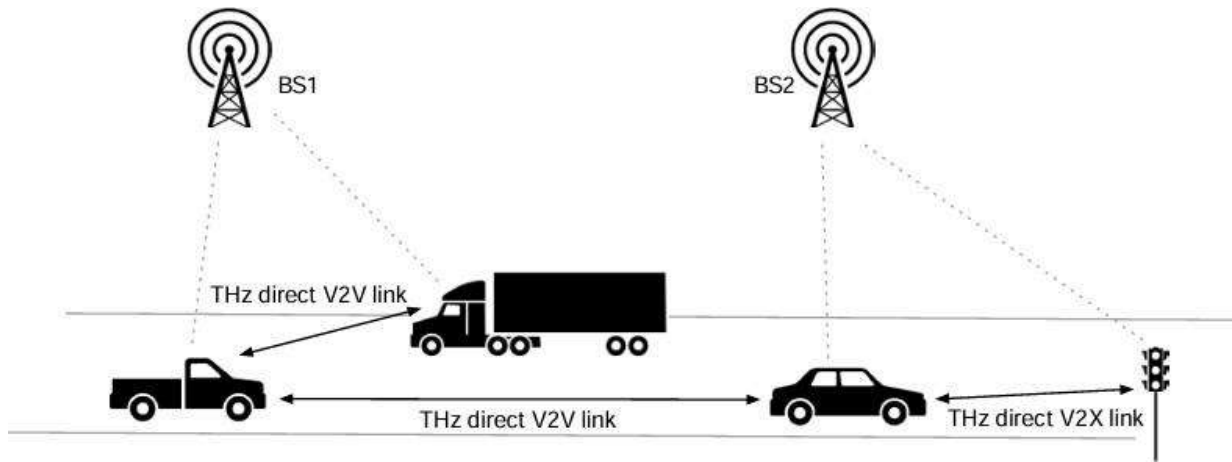 BS1
BS2
THz direct V2V link
THz direct V2V link
THz direct V2X link